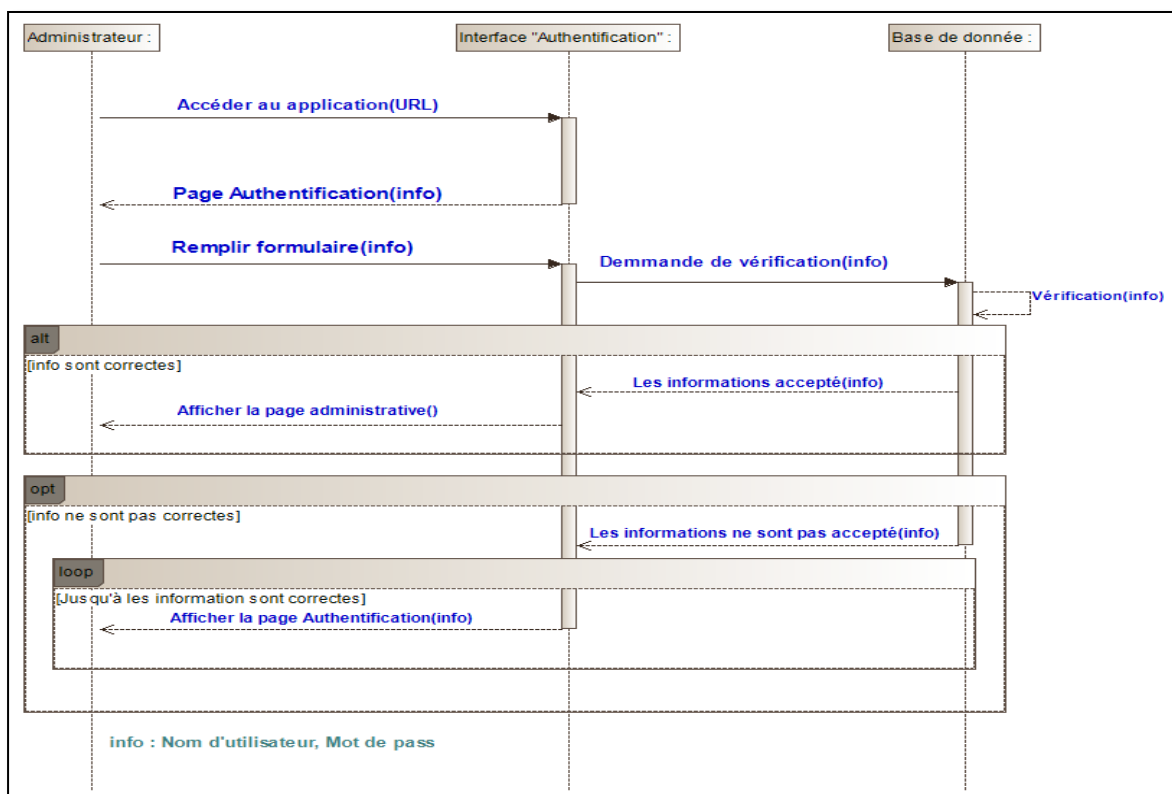 Administrateur :
Interface "Authentification" :
Base de donnée :
Accéder au application(URL)
Page Authentification(info)
Remplir formulaire(info)
Demmande de vérification(info)
Vérification(info)
alt
[info sont correctes]
Les informations accepté(info)
Afficher la page administrative()
opt
[info ne sont pas correctes]
Les informations ne sont pas accepté(info)
loop
[Jusqu'à les information sont correctes]
Afficher la page Authentification(info)
info : Nom d'utilisateur, Mot de pass